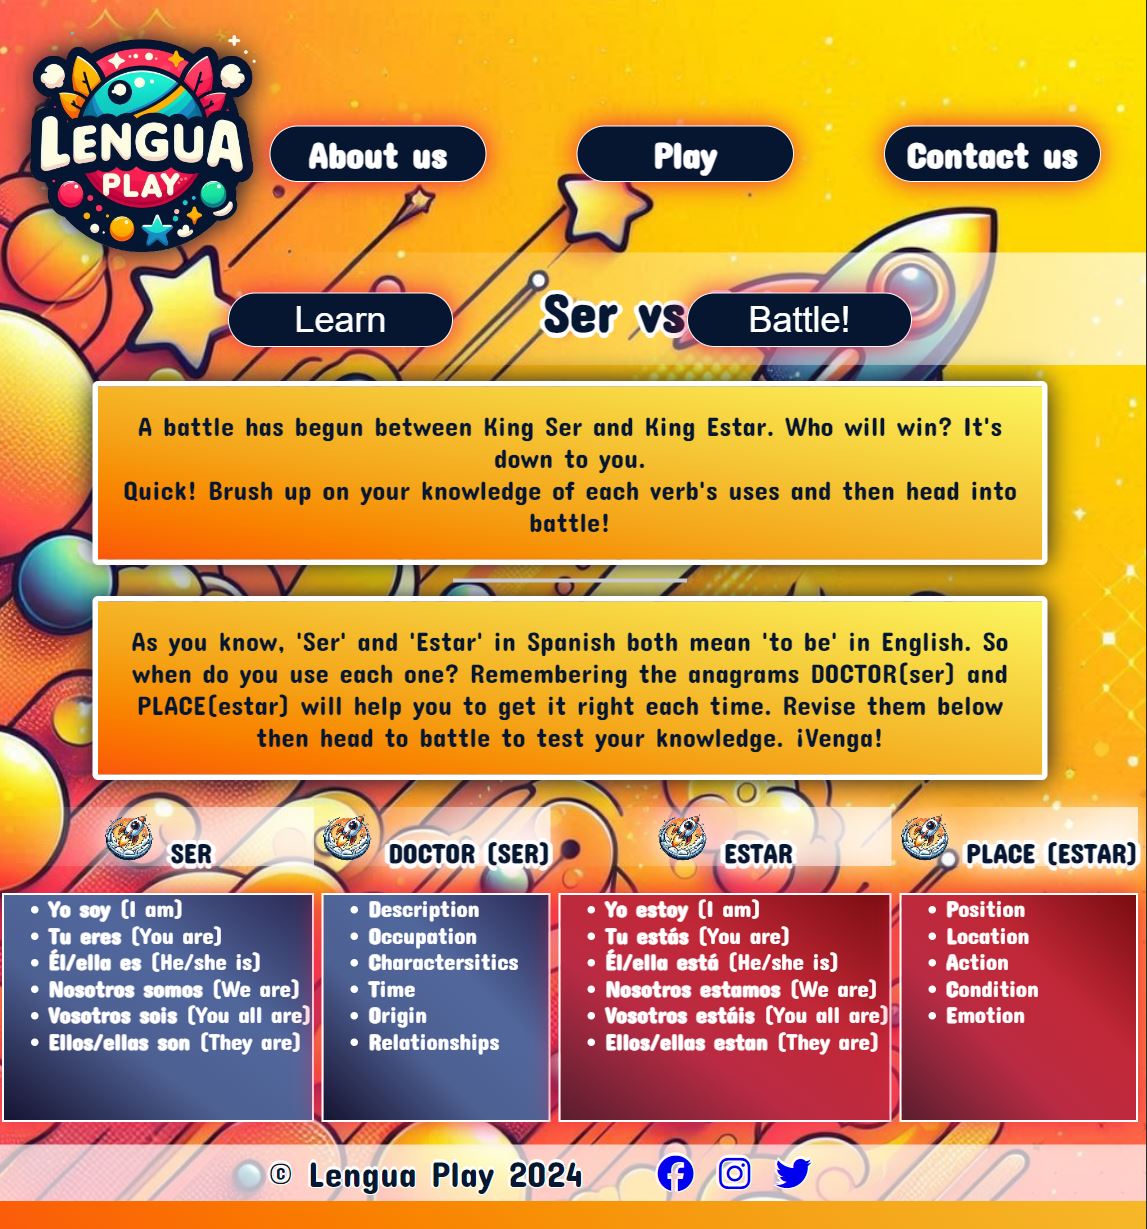 LENGUA
PLAY
About us
Play
Contact us
Learn
Ser vs
Battle!
A battle has begun between King Ser and King Estar. Who will win? It's
down to you.
Quick! Brush up on your knowledge of each verb's uses and then head into
battle!
As you know, 'Ser' and 'Estar' in Spanish both mean 'to be' in English. So
when do you use each one? Remembering the anagrams DOCTOR(ser) and
PLACE(estar) will help you to get it right each time. Revise them below
then head to battle to test your knowledge. ¡Venga!
SER
• Yo soy (I am)
• Tu eres (You are)
• Él/ella es (He/she is)
• Nosotros somos (We are)
• Vosotros sois (You all are)
• Ellos/ellas son (They are)
DOCTOR (SER)
• Description
• Occupation
• Charactersitics
• Time
• Origin
• Relationships
ESTAR
• Yo estoy (I am)
• Tu estás (You are)
• Él/ella está (He/she is)
• Nosotros estamos (We are)
• Vosotros estáis (You all are)
• Ellos/ellas estan (They are)
PLACE (ESTAR)
• Position
• Location
• Action
• Condition
• Emotion
© Lengua Play 2024